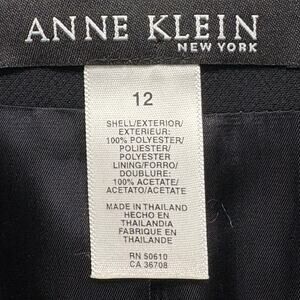 ANNE KLEIN
NEW YORK
12
SHELL/EXTERIOR/
EXTERIEUR:
100% POLYESTER/
POLIESTER/
POLYESTER
LINING/FORRO/
DOUBLURE:
100% ACETATE/
ACETATO/ACETATE
MADE IN THAILAND
HECHO EN
THAILANDIA
FABRIQUE EN
THAILANDE
RN 50610
CA 36708